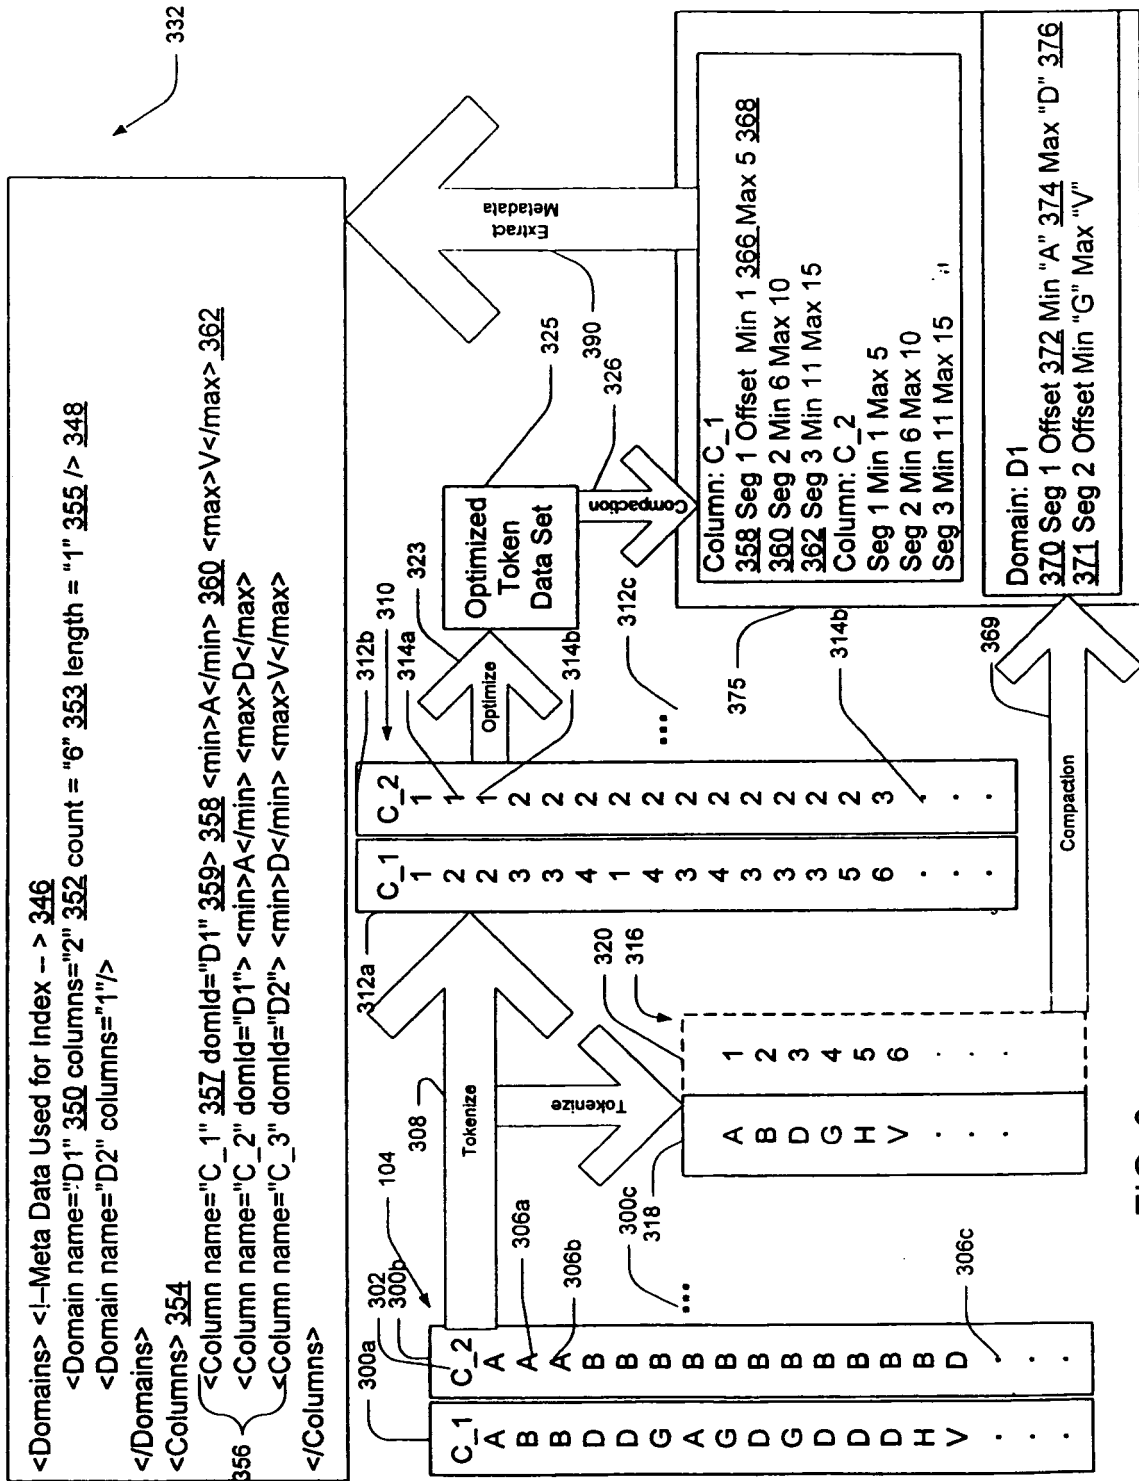 332
<Domains> <!–Meta Data Used for Index -- > 346
<Domain name="D1" 350 columns="2" 352 count = "6" 353 length = "1" 355 /> 348
<Domain name="D2" columns="1"/>
</Domains>
<Columns> 354
<Column name="C_1" 357 domId="D1" 359> 358 <min>A</min> 360 <max>V</max> 362
<Column name="C_2" domId="D1"> <min>A</min> <max>D</max>
<Column name="C_3" domId="D2"> <min>D</min> <max>V</max>
356
</Columns>
300a
302
300b
104
C_1
A
B
B
D
D
G
A
G
D
G
D
D
D
H
V
.
.
.
C_2
A
A
A
B
B
B
B
B
B
B
B
B
B
B
D
.
.
.
306a
306b
300c
...
306c
308
Tokenize
Tokenize
318
320
316
A
B
D
G
H
V
.
.
.
1
2
3
4
5
6
.
.
.
312a
312b
310
314a
314b
C_1
1
2
2
3
3
4
1
4
3
4
3
3
3
5
6
.
.
.
C_2
1
1
1
2
2
2
2
2
2
2
2
2
2
2
3
.
.
.
312c
...
314b
323
Optimize
Optimized
Token
Data Set
325
326
Compaction
390
Extract
Metadata
369
Compaction
375
Column: C_1
358 Seg 1 Offset Min 1 366 Max 5 368
360 Seg 2 Min 6 Max 10
362 Seg 3 Min 11 Max 15
Column: C_2
Seg 1 Min 1 Max 5
Seg 2 Min 6 Max 10
Seg 3 Min 11 Max 15
Domain: D1
370 Seg 1 Offset 372 Min "A" 374 Max "D" 376
371 Seg 2 Offset Min "G" Max "V"